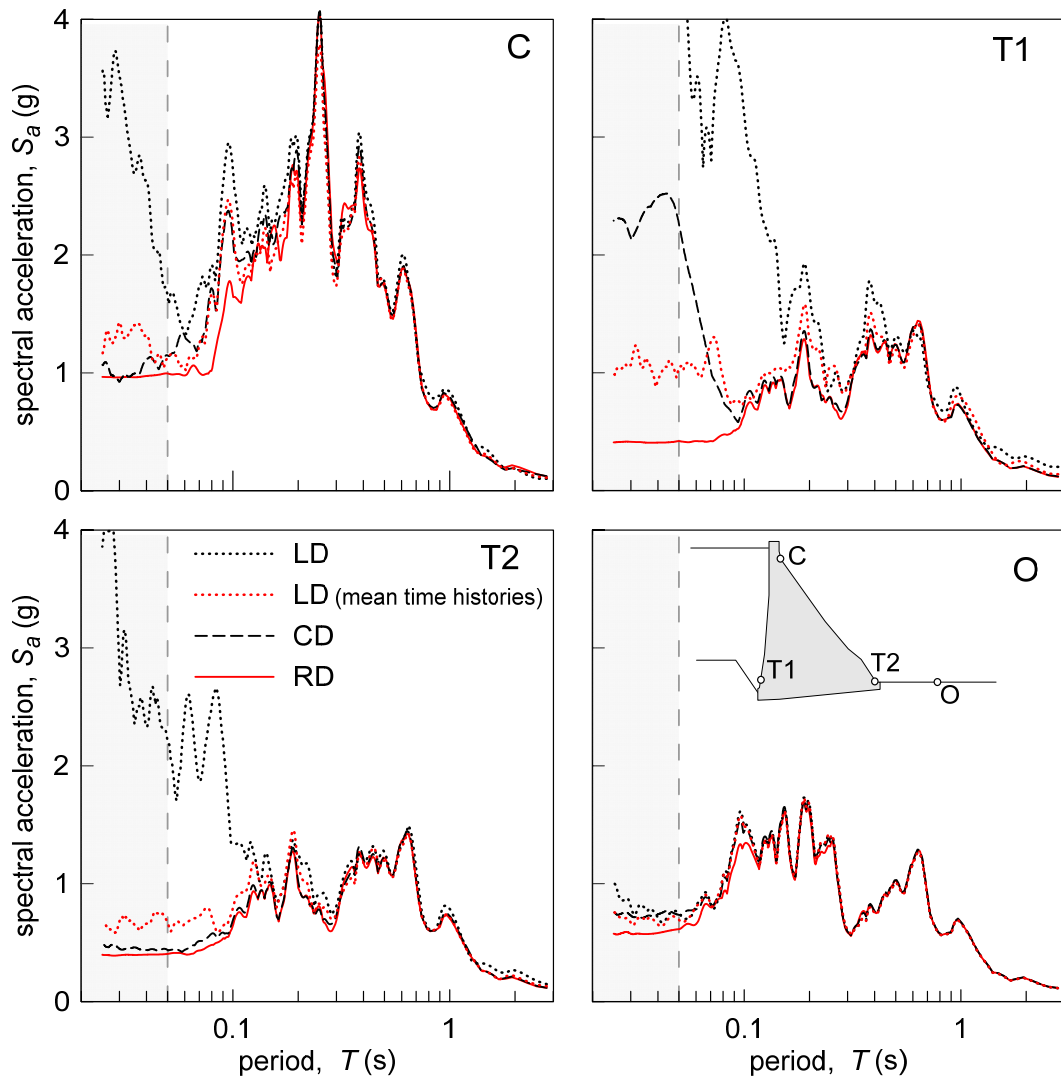 4
3
2
1
0
spectral acceleration, Sa (g)
C
T1
4
3
2
1
0
spectral acceleration, Sa (g)
T2
LD
LD (mean time histories)
CD
RD
0.1
1
period, T (s)
O
C
T1
T2
O
0.1
1
period, T (s)